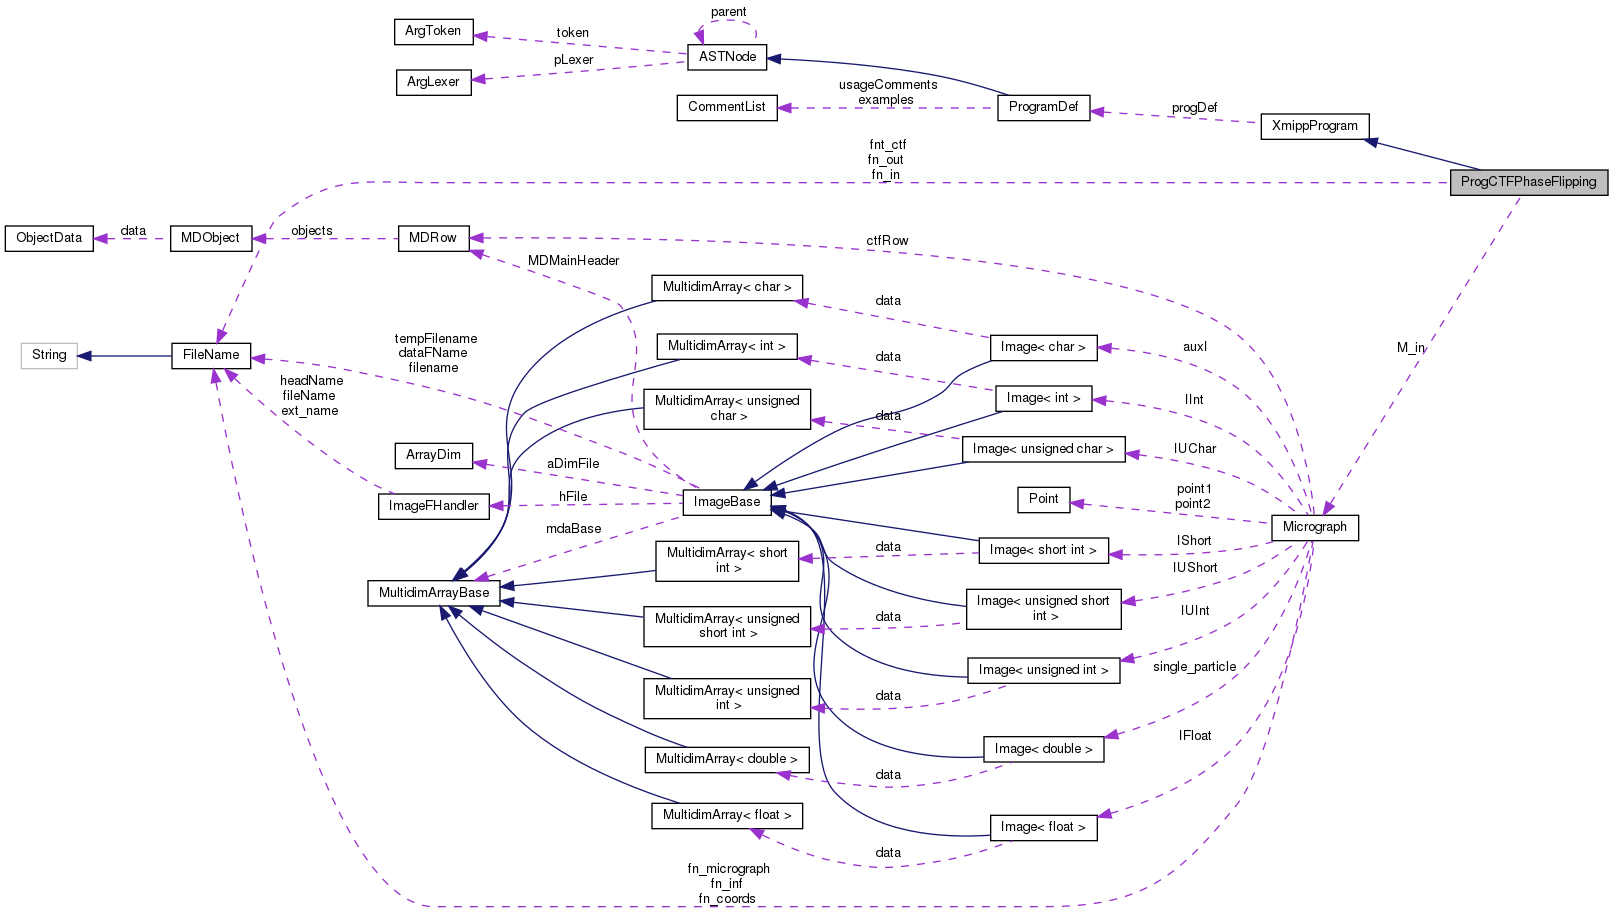 parent
ArgToken
token
ASTNode
pLexer
ArgLexer
usageComments
examples
CommentList
ProgramDef
progDef
XmippProgram
fnt_ctf
fn_out
fn_in
ProgCTFPhaseFlipping
ObjectData
data
MDObject
objects
MDRow
ctfRow
MDMainHeader
MultidimArray< char >
data
tempFilename
dataFName
filename
MultidimArray< int >
data
Image< char >
auxI
M_in
String
FileName
headName
fileName
ext_name
MultidimArray< unsigned
char >
data
Image< int >
IInt
ArrayDim
aDimFile
Image< unsigned char >
IUChar
ImageFHandler
hFile
ImageBase
Point
point1
point2
Micrograph
mdaBase
MultidimArray< short
int >
data
Image< short int >
IShort
IUShort
MultidimArrayBase
MultidimArray< unsigned
short int >
data
Image< unsigned short
int >
IUInt
MultidimArray< unsigned
int >
data
Image< unsigned int >
single_particle
MultidimArray< double >
data
Image< double >
IFloat
MultidimArray< float >
data
Image< float >
fn_micrograph
fn_inf
fn_coords